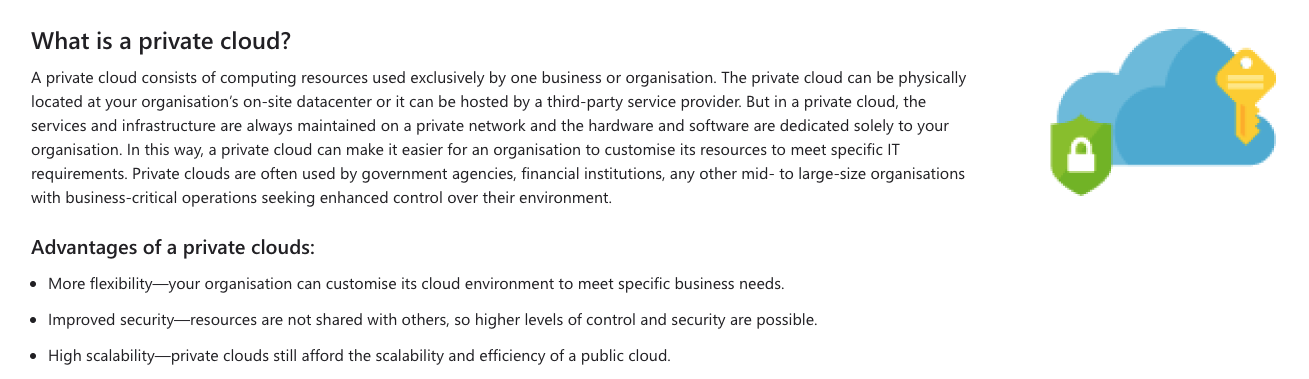 What is a private cloud?
A private cloud consists of computing resources used exclusively by one business or organisation. The private cloud can be physically
located at your organisation’s on-site datacenter or it can be hosted by a third-party service provider. But in a private cloud, the
services and infrastructure are always maintained on a private network and the hardware and software are dedicated solely to your
organisation. In this way, a private cloud can make it easier for an organisation to customise its resources to meet specific IT
requirements. Private clouds are often used by government agencies, financial institutions, any other mid- to large-size organisations
with business-critical operations seeking enhanced control over their environment.
Advantages of a private clouds:
• More flexibility—your organisation can customise its cloud environment to meet specific business needs.
• Improved security—resources are not shared with others, so higher levels of control and security are possible.
• High scalability—private clouds still afford the scalability and efficiency of a public cloud.